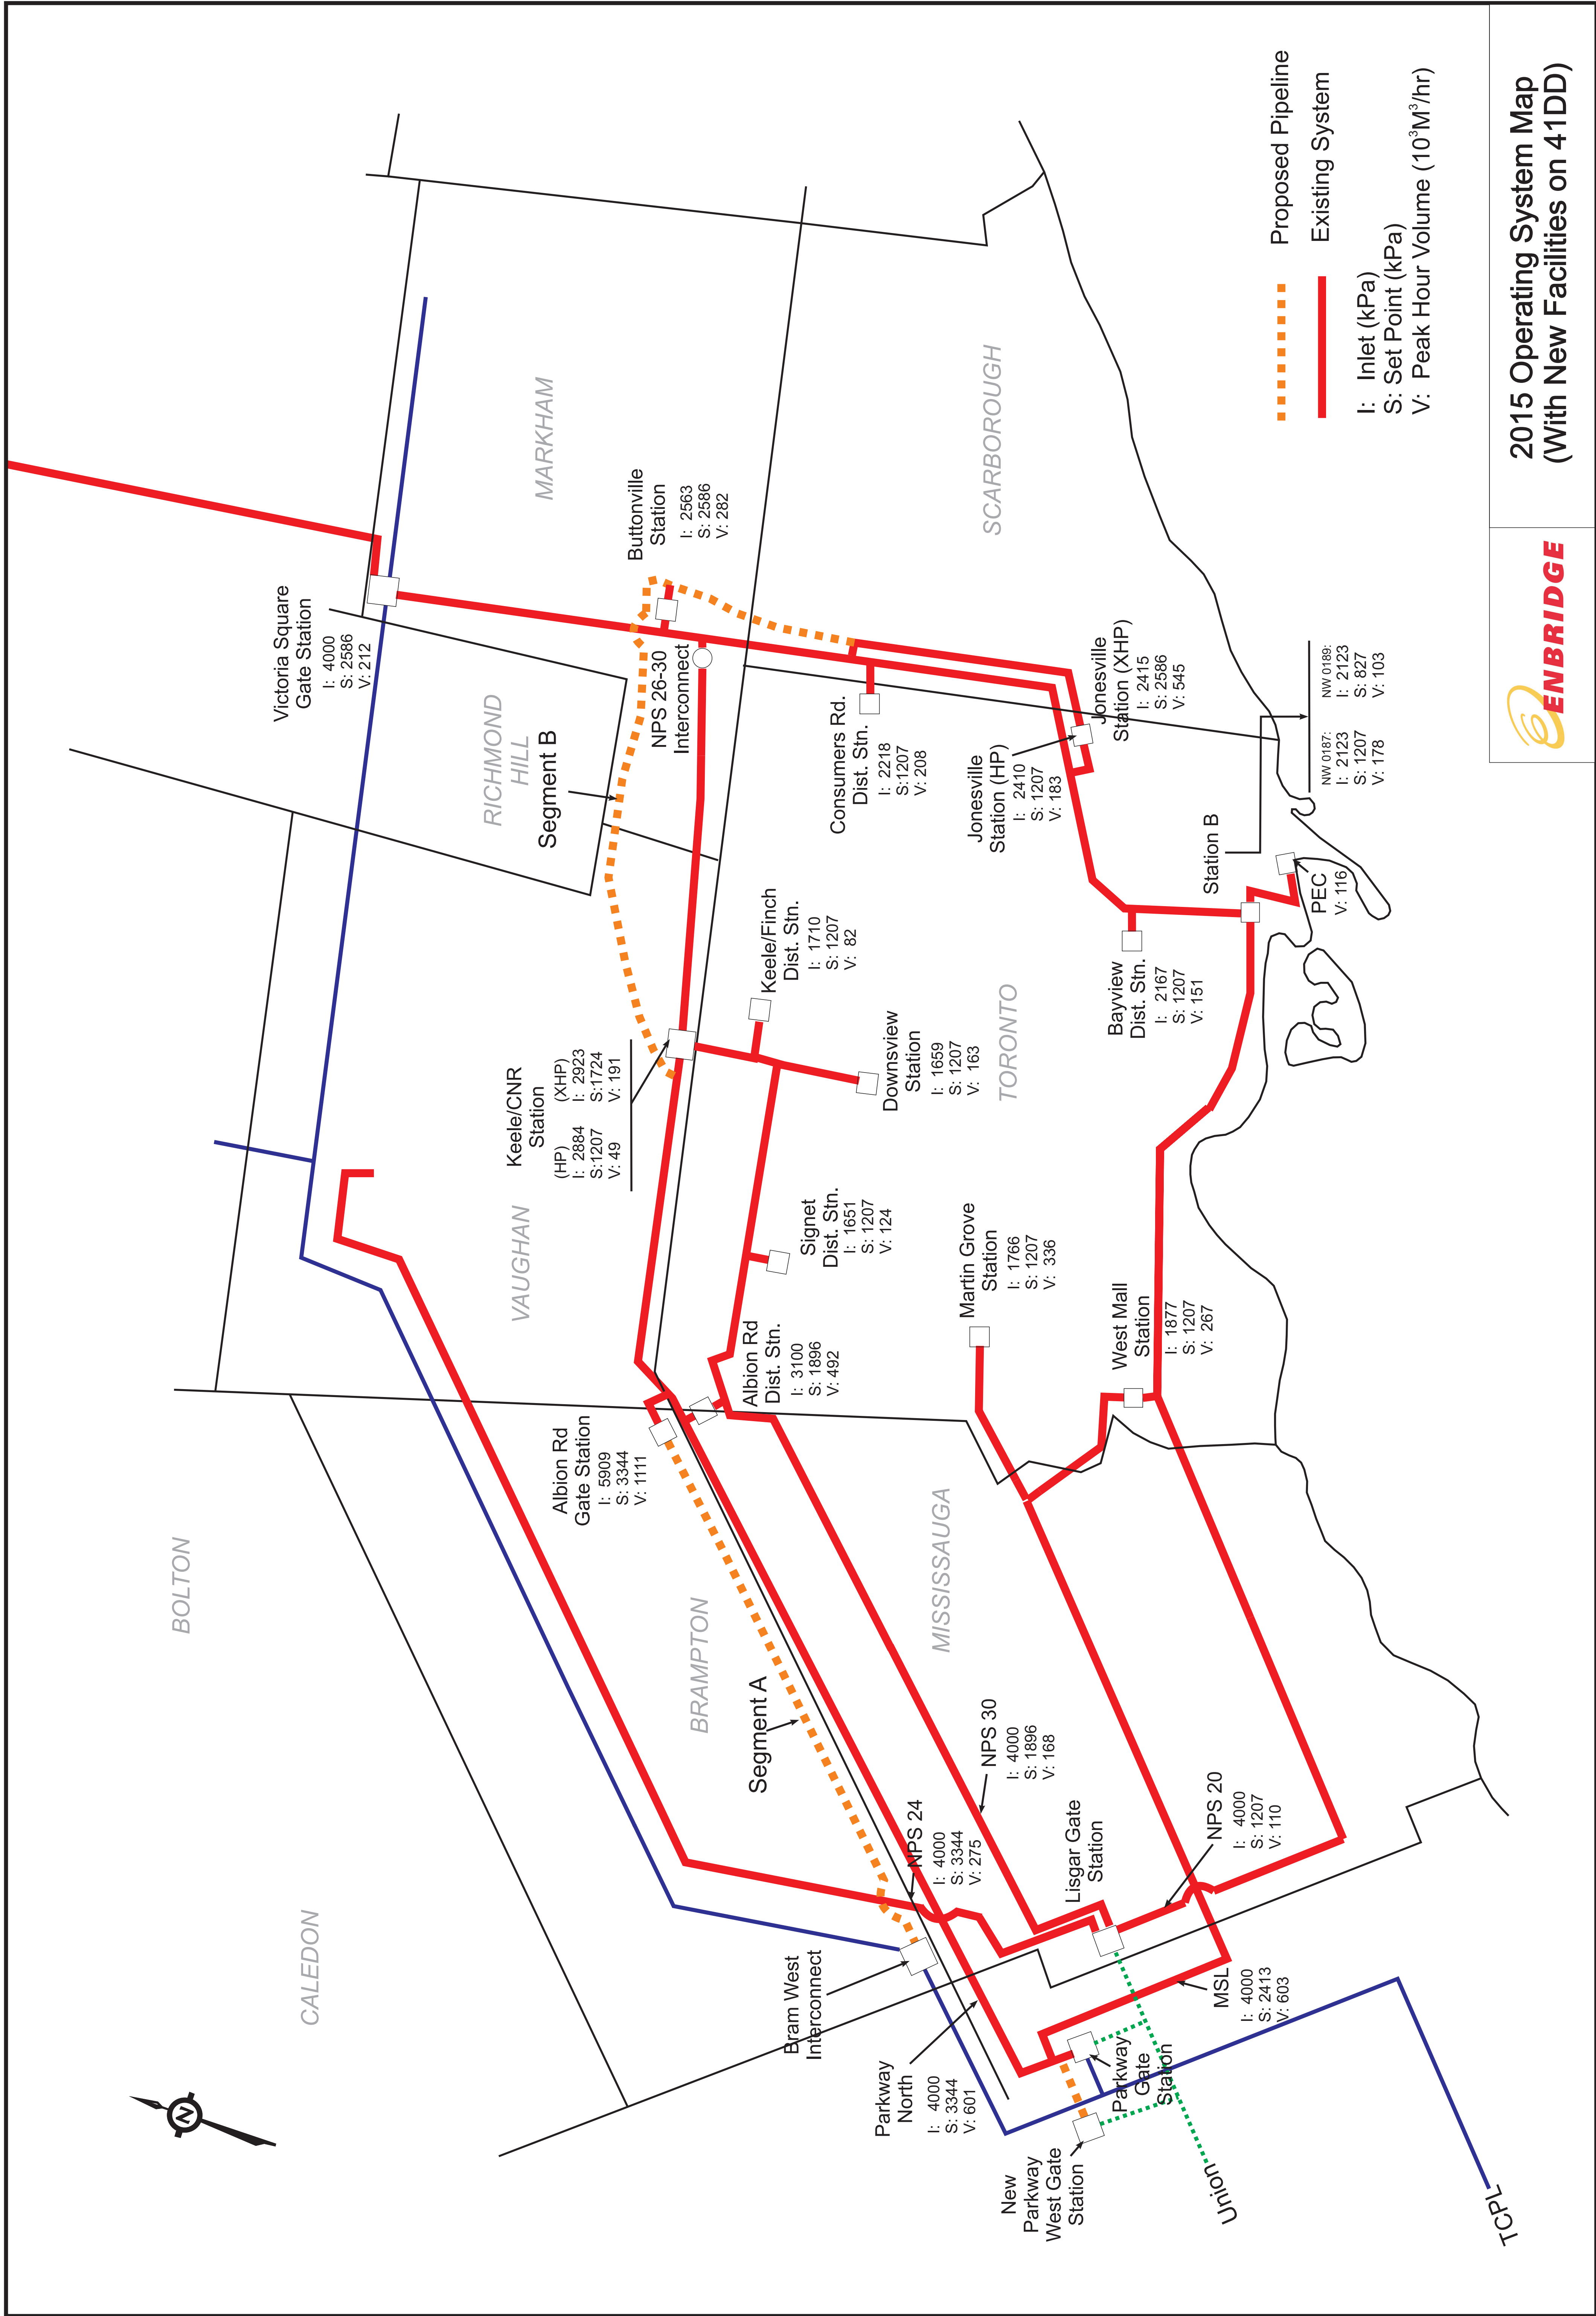 BOLTON
CALEDON
VAUGHAN
BRAMPTON
MISSISSAUGA
RICHMOND
HILL
MARKHAM
SCARBOROUGH
TORONTO
N
Victoria Square
Gate Station
I: 4000
S: 2586
V: 212
Buttonville
Station
I: 2563
S: 2586
V: 282
Segment B
NPS 26-30
Interconnect
Keele/CNR
Station
(HP)
I: 2884
S:1207
V: 49
(XHP)
I: 2923
S:1724
V: 191
Keele/Finch
Dist. Stn.
I: 1710
S: 1207
V: 82
Consumers Rd.
Dist. Stn.
I: 2218
S:1207
V: 208
Jonesville
Station (HP)
I: 2410
S: 1207
V: 183
Jonesville
Station (XHP)
I: 2415
S: 2586
V: 545
Downsview
Station
I: 1659
S: 1207
V: 163
Signet
Dist. Stn.
I: 1651
S: 1207
V: 124
Albion Rd
Gate Station
I: 5909
S: 3344
V: 1111
Albion Rd
Dist. Stn.
I: 3100
S: 1896
V: 492
Martin Grove
Station
I: 1766
S: 1207
V: 336
West Mall
Station
I: 1877
S: 1207
V: 267
Bayview
Dist. Stn.
I: 2167
S: 1207
V: 151
Station B
NW 0187:
I: 2123
S: 1207
V: 178
NW 0189:
I: 2123
S: 827
V: 103
PEC
V: 116
Segment A
NPS 24
I: 4000
S: 3344
V: 275
NPS 30
I: 4000
S: 1896
V: 168
Lisgar Gate
Station
NPS 20
I: 4000
S: 1207
V: 110
Bram West
Interconnect
Parkway
North
I: 4000
S: 3344
V: 601
MSL
I: 4000
S: 2413
V: 603
Parkway
Gate
Station
New
Parkway
West Gate
Station
Union
TCPL
Proposed Pipeline
Existing System
I: Inlet (kPa)
S: Set Point (kPa)
V: Peak Hour Volume (10³M³/hr)
ENBRIDGE
2015 Operating System Map
(With New Facilities on 41DD)